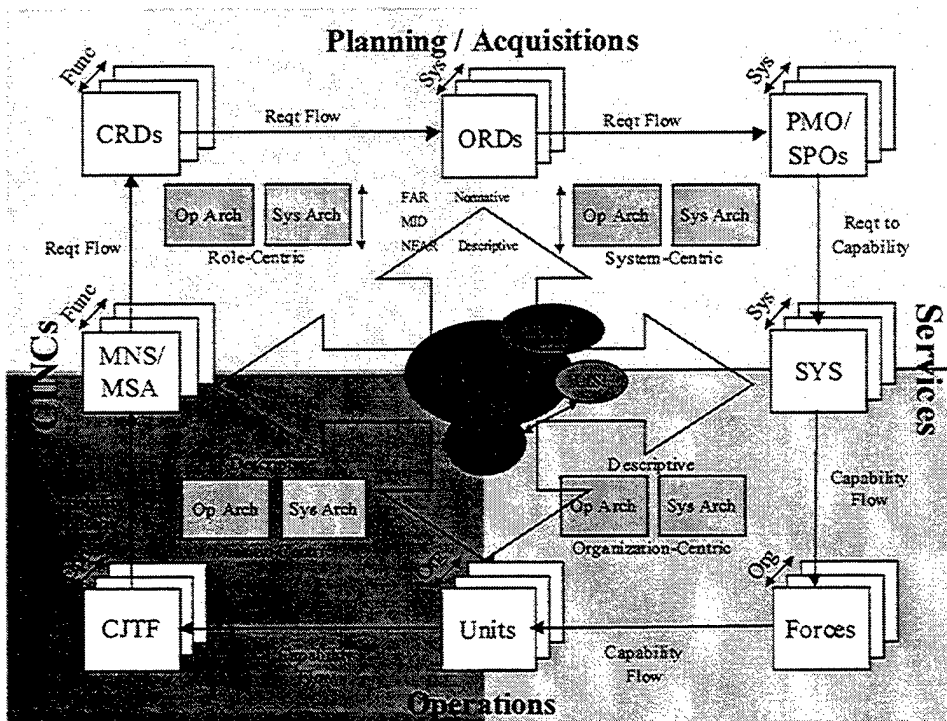 Planning / Acquisitions
Func
Sys
Sys
CRDs
Reqt Flow
ORDs
Reqt Flow
PMO/
SPOs
Op Arch
Sys Arch
FAR
Normative
MID
NEAR
Descriptive
Op Arch
Sys Arch
Reqt Flow
Role-Centric
System-Centric
Reqt to
Capability
Func
Sys
CINCs
MNS/
MSA
SYS
Services
Descriptive
Op Arch
Sys Arch
Op Arch
Sys Arch
Capability
Flow
Organization-Centric
Org
CJTF
Units
Forces
Capability
Flow
Operations